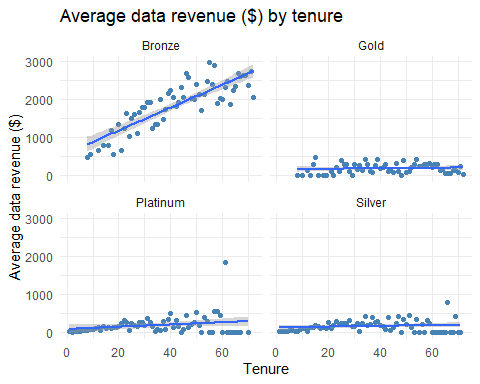 Average data revenue ($) by tenure
Bronze
Gold
3000
2000
1000
0
Platinum
Silver
3000
2000
1000
0
0
20
40
60
0
20
40
60
Tenure
Average data revenue ($)